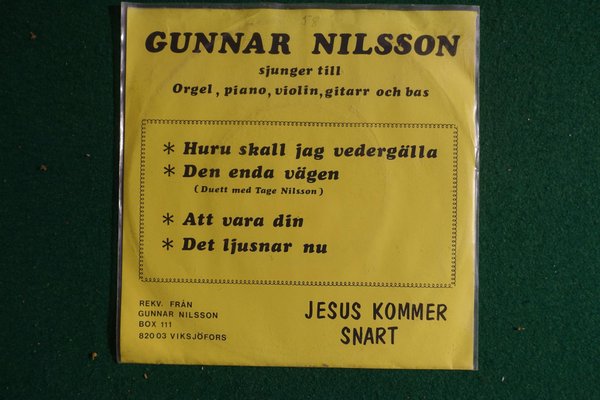 58
GUNNAR NILSSON
sjunger till
Orgel, piano, violin, gitarr och bas
* Huru skall jag vedergälla
* Den enda vägen
( Duett med Tage Nilsson )
* Att vara din
* Det ljusnar nu
REKV. FRÅN
GUNNAR NILSSON
BOX 111
820 03 VIKSJÖFORS
JESUS KOMMER
SNART